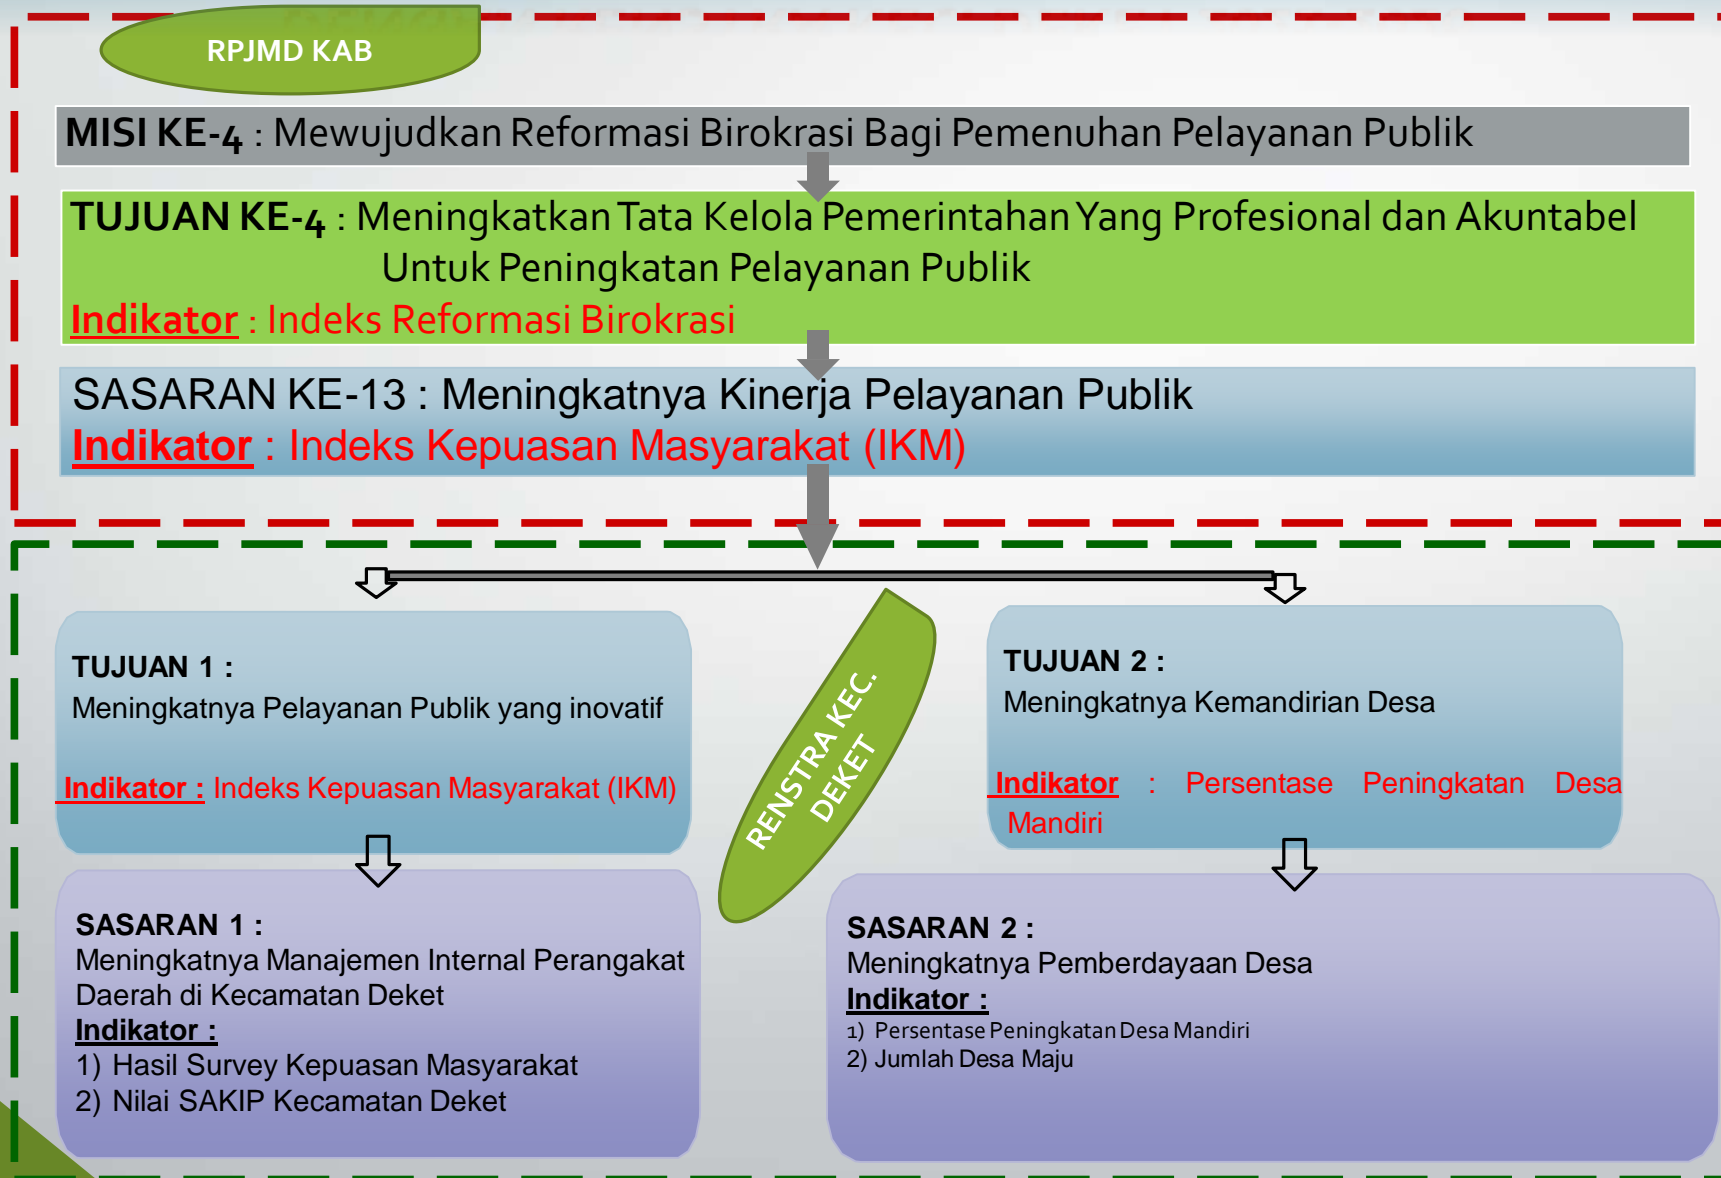 RPJMD KAB
MISI KE-4 : Mewujudkan Reformasi Birokrasi Bagi Pemenuhan Pelayanan Publik
TUJUAN KE-4 : Meningkatkan Tata Kelola Pemerintahan Yang Profesional dan Akuntabel
Untuk Peningkatan Pelayanan Publik
Indikator : Indeks Reformasi Birokrasi
SASARAN KE-13 : Meningkatnya Kinerja Pelayanan Publik
Indikator : Indeks Kepuasan Masyarakat (IKM)
TUJUAN 1 :
Meningkatnya Pelayanan Publik yang inovatif
Indikator : Indeks Kepuasan Masyarakat (IKM)
RENSTRA KEC.
DEKET
TUJUAN 2 :
Meningkatnya Kemandirian Desa
Indikator : Persentase Peningkatan Desa
Mandiri
SASARAN 1 :
Meningkatnya Manajemen Internal Perangakat
Daerah di Kecamatan Deket
Indikator :
1) Hasil Survey Kepuasan Masyarakat
2) Nilai SAKIP Kecamatan Deket
SASARAN 2 :
Meningkatnya Pemberdayaan Desa
Indikator :
1) Persentase Peningkatan Desa Mandiri
2) Jumlah Desa Maju